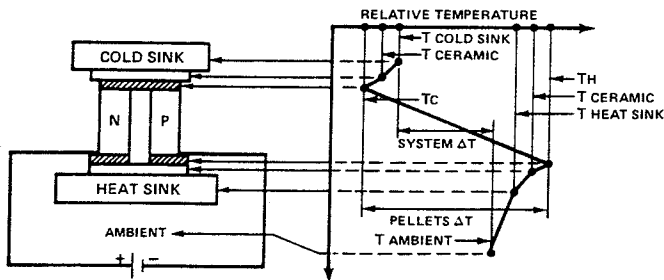 RELATIVE TEMPERATURE
T COLD SINK
COLD SINK
T CERAMIC
TH
T CERAMIC
TC
T HEAT SINK
N P
SYSTEM ΔT
HEAT SINK
PELLETS ΔT
AMBIENT
T AMBIENT
+ −